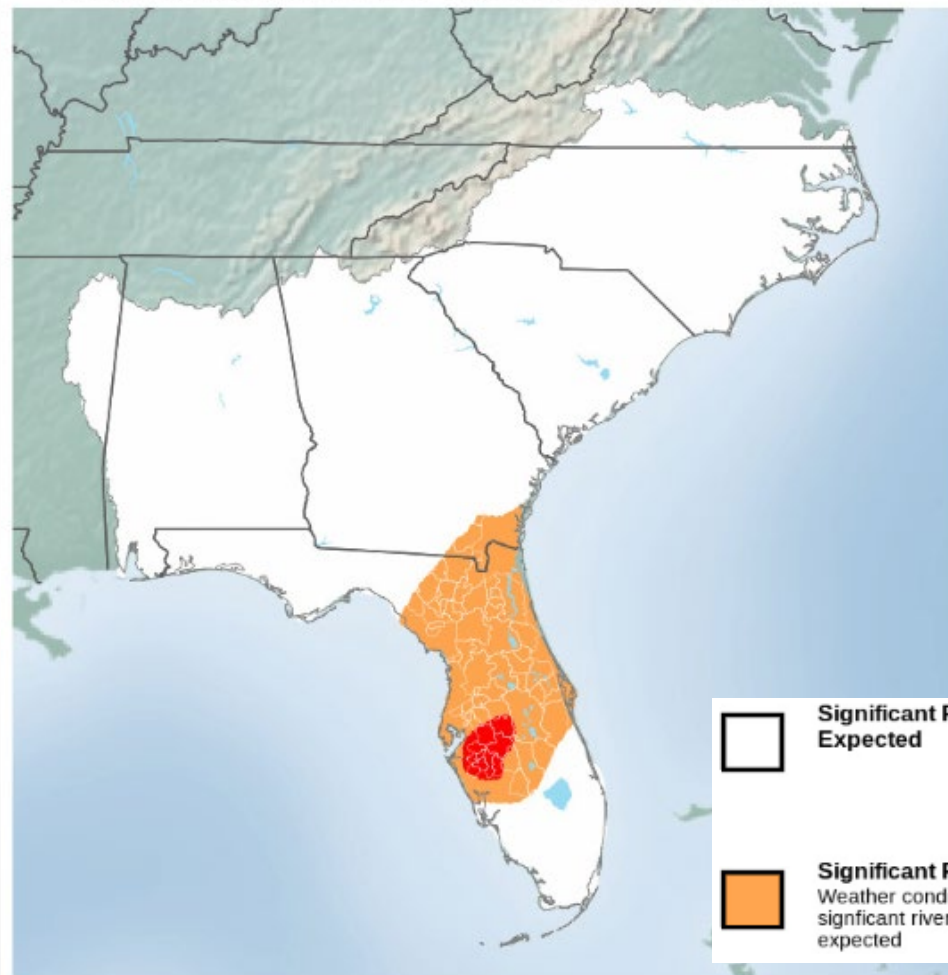 Significant
Expected
Significant
Weather cond
signficant river
expected